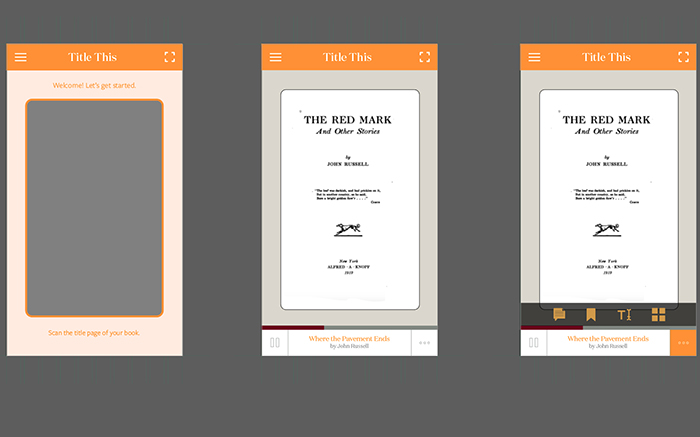 Title This
Welcome! Let's get started.
Scan the title page of your book.
Title This
THE RED MARK
And Other Stories
by
JOHN RUSSELL
"The leaf was darkish, and had prickles on it,
But in another country, as he said,
Bore a bright golden flow'r . . . ."
Comus
New York
ALFRED · A · KNOPF
1919
Where the Pavement Ends
by John Russell
Title This
THE RED MARK
And Other Stories
by
JOHN RUSSELL
"The leaf was darkish, and had prickles on it,
But in another country, as he said,
Bore a bright golden flow'r . . . ."
Comus
New York
ALFRED · A · KNOPF
1919
TI
Where the Pavement Ends
by John Russell